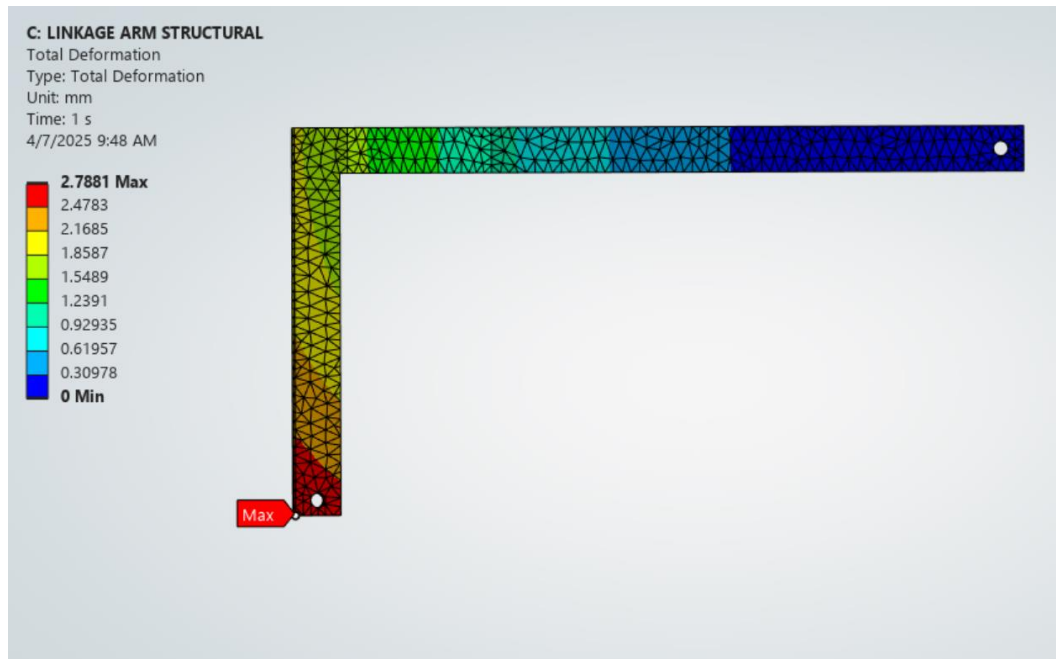 C: LINKAGE ARM STRUCTURAL
Total Deformation
Type: Total Deformation
Unit: mm
Time: 1 s
4/7/2025 9:48 AM
2.7881 Max
2.4783
2.1685
1.8587
1.5489
1.2391
0.92935
0.61957
0.30978
0 Min
Max